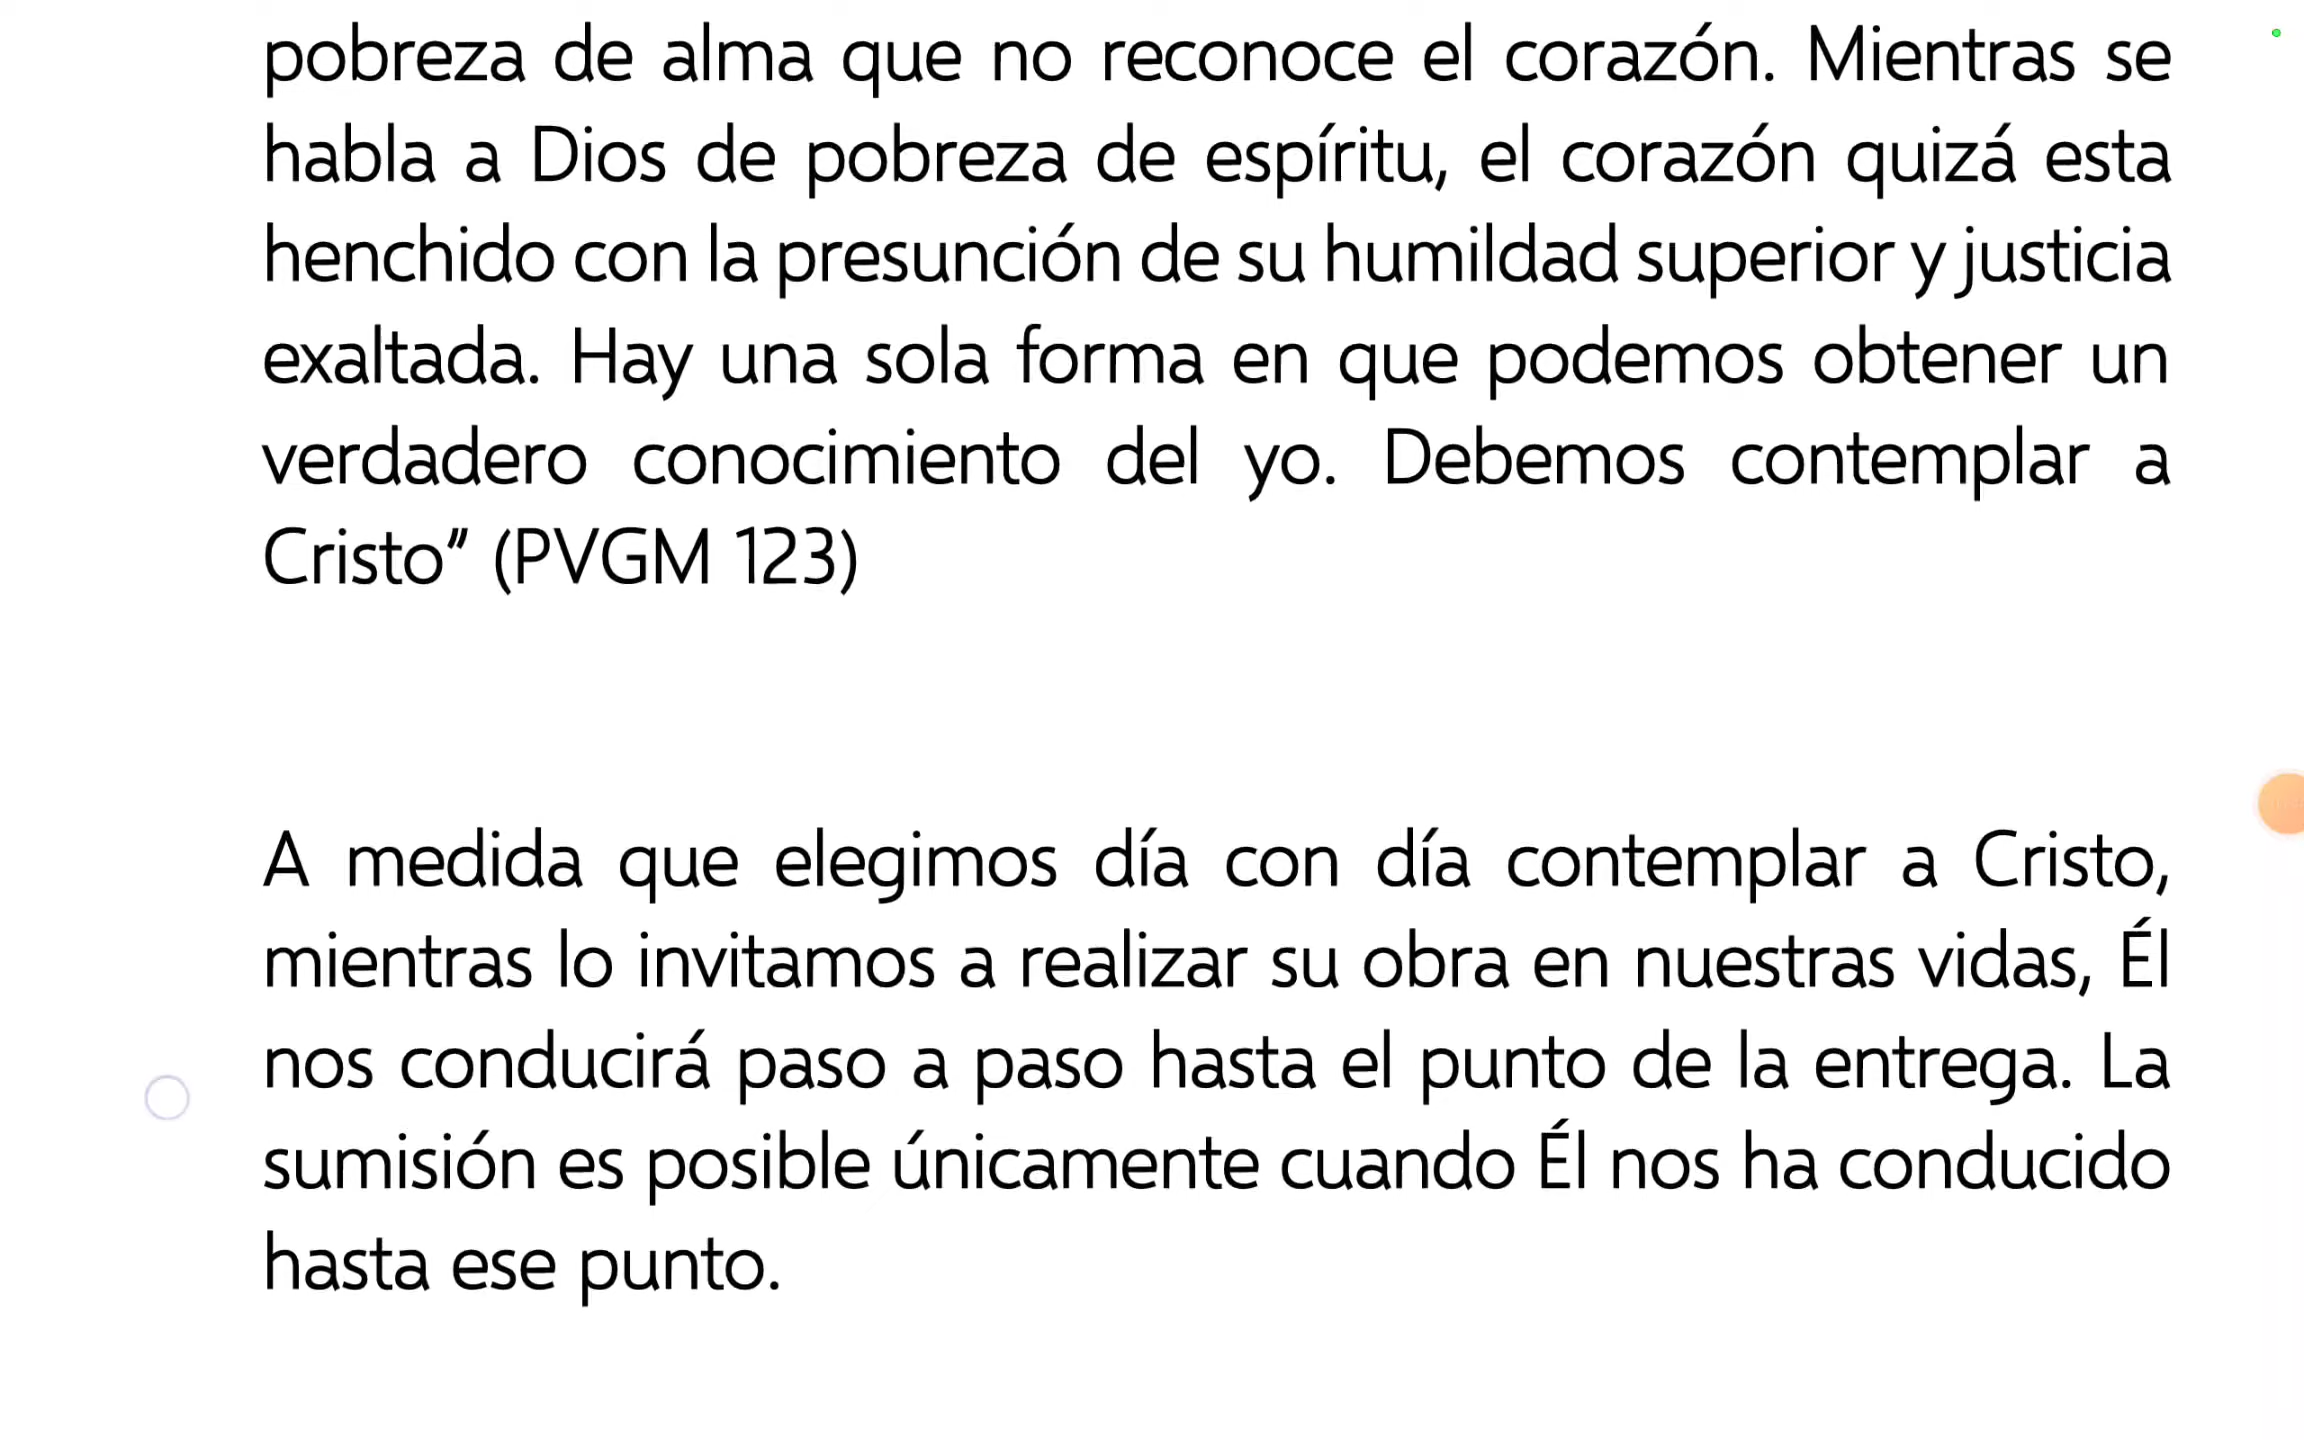 pobreza de alma que no reconoce el corazón. Mientras se
habla a Dios de pobreza de espíritu, el corazón quizá esta
henchido con la presunción de su humildad superior y justicia
exaltada. Hay una sola forma en que podemos obtener un
verdadero conocimiento del yo. Debemos contemplar a
Cristo” (PVGM 123)
A medida que elegimos día con día contemplar a Cristo,
mientras lo invitamos a realizar su obra en nuestras vidas, Él
nos conducirá paso a paso hasta el punto de la entrega. La
sumisión es posible únicamente cuando Él nos ha conducido
hasta ese punto.